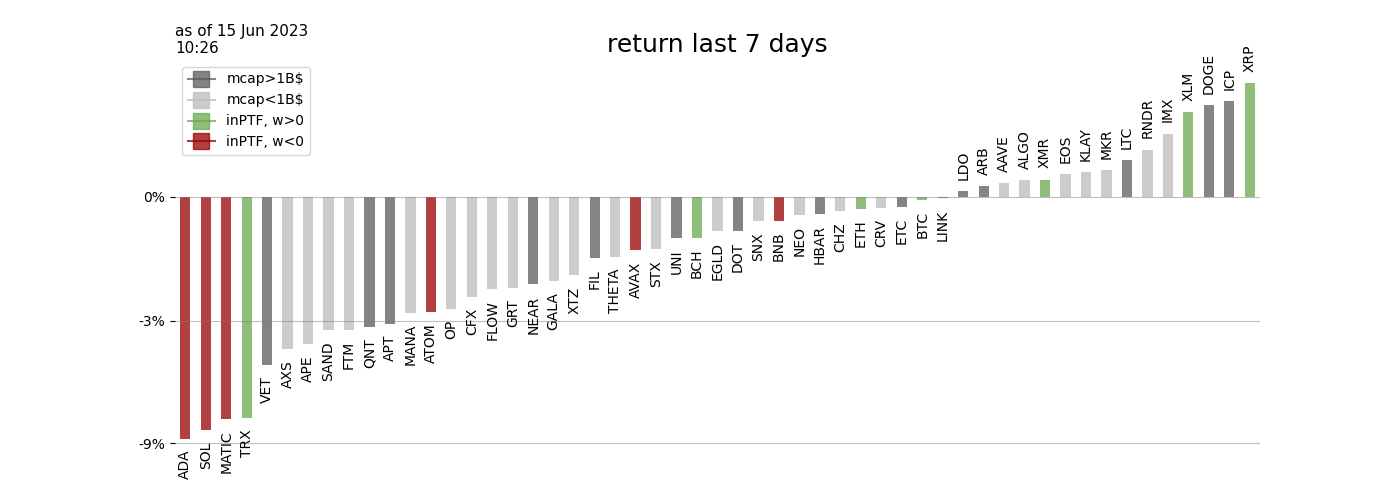 as of 15 Jun 2023
10:26
return last 7 days
mcap>1B$
mcap<1B$
inPTF, w>0
inPTF, w<0
0%
-3%
-9%
ADA
SOL
MATIC
TRX
VET
AXS
APE
SAND
FTM
QNT
APT
MANA
ATOM
OP
CFX
FLOW
GRT
NEAR
GALA
XTZ
FIL
THETA
AVAX
STX
UNI
BCH
EGLD
DOT
SNX
BNB
NEO
HBAR
CHZ
ETH
CRV
ETC
BTC
LINK
LDO
ARB
AAVE
ALGO
XMR
EOS
KLAY
MKR
LTC
RNDR
IMX
XLM
DOGE
ICP
XRP